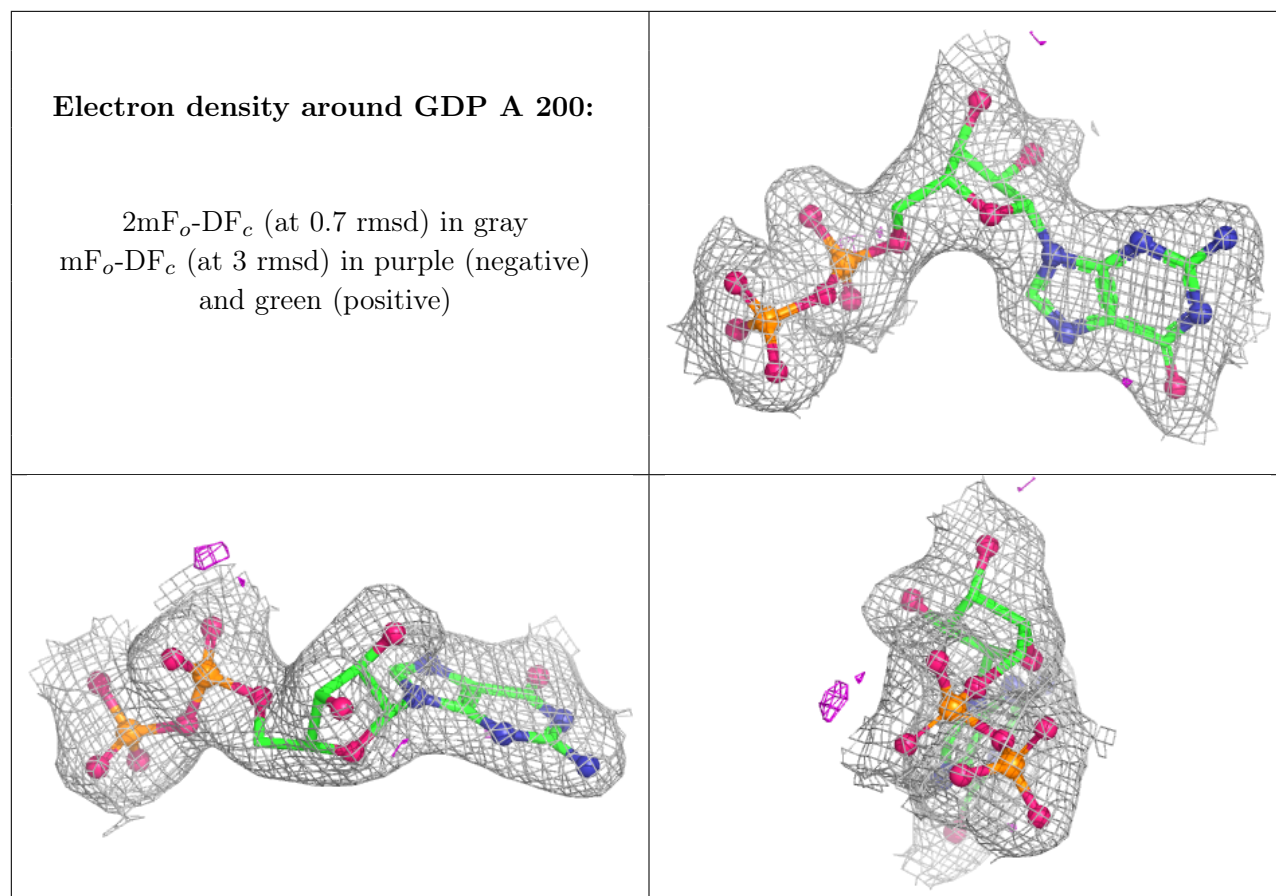 Electron density around GDP A 200:
2mFo-DFc (at 0.7 rmsd) in gray
mFo-DFc (at 3 rmsd) in purple (negative)
and green (positive)